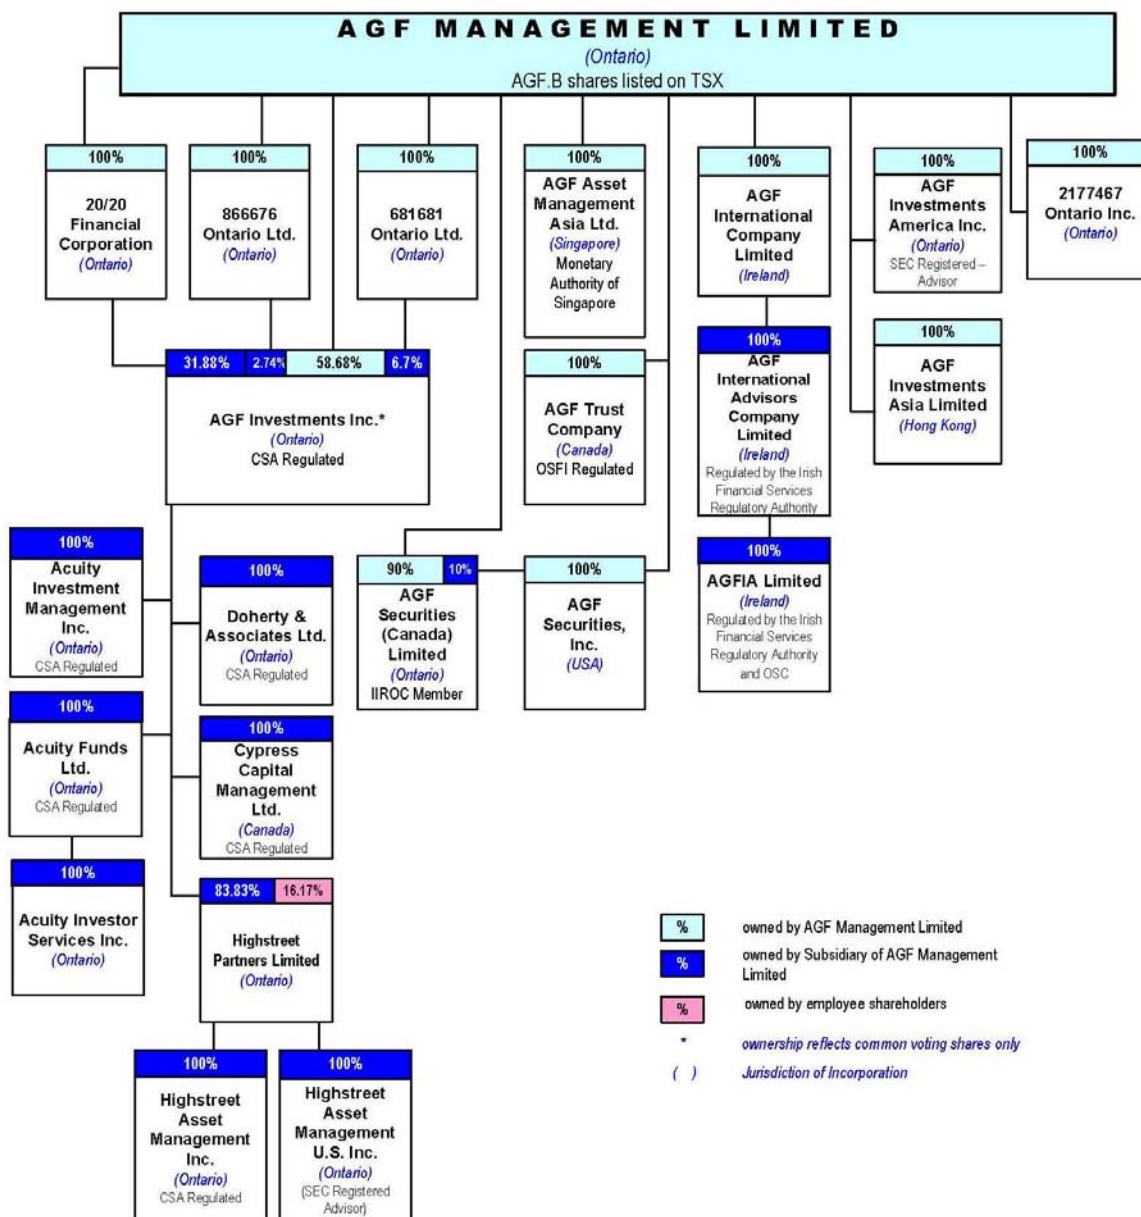 AGF MANAGEMENT LIMITED
(Ontario)
AGF.B shares listed on TSX
100%
20/20
Financial
Corporation
(Ontario)
100%
866676
Ontario Ltd.
(Ontario)
100%
681681
Ontario Ltd.
(Ontario)
100%
AGF Asset
Management
Asia Ltd.
(Singapore)
Monetary
Authority of
Singapore
100%
AGF
International
Company
Limited
(Ireland)
100%
AGF
Investments
America Inc.
(Ontario)
SEC Registered –
Advisor
100%
2177467
Ontario Inc.
(Ontario)
31.88% 2.74% 58.68% 6.7%
AGF Investments Inc.*
(Ontario)
CSA Regulated
100%
AGF Trust
Company
(Canada)
OSFI Regulated
100%
AGF
International
Advisors
Company
Limited
(Ireland)
Regulated by the Irish
Financial Services
Regulatory Authority
100%
AGF
Investments
Asia Limited
(Hong Kong)
100%
Acuity
Investment
Management
Inc.
(Ontario)
CSA Regulated
100%
Doherty &
Associates Ltd.
(Ontario)
CSA Regulated
90% 10%
AGF
Securities
(Canada)
Limited
(Ontario)
IIROC Member
100%
AGF
Securities,
Inc.
(USA)
100%
AGFIA Limited
(Ireland)
Regulated by the Irish
Financial Services
Regulatory Authority
and OSC
100%
Acuity Funds
Ltd.
(Ontario)
CSA Regulated
100%
Cypress
Capital
Management
Ltd.
(Canada)
CSA Regulated
100%
Acuity Investor
Services Inc.
(Ontario)
83.83% 16.17%
Highstreet
Partners Limited
(Ontario)
100%
Highstreet
Asset
Management
Inc.
(Ontario)
CSA Regulated
100%
Highstreet
Asset
Management
U.S. Inc.
(Ontario)
(SEC Registered
Advisor)
% owned by AGF Management Limited
% owned by Subsidiary of AGF Management
Limited
% owned by employee shareholders
* ownership reflects common voting shares only
( ) Jurisdiction of Incorporation